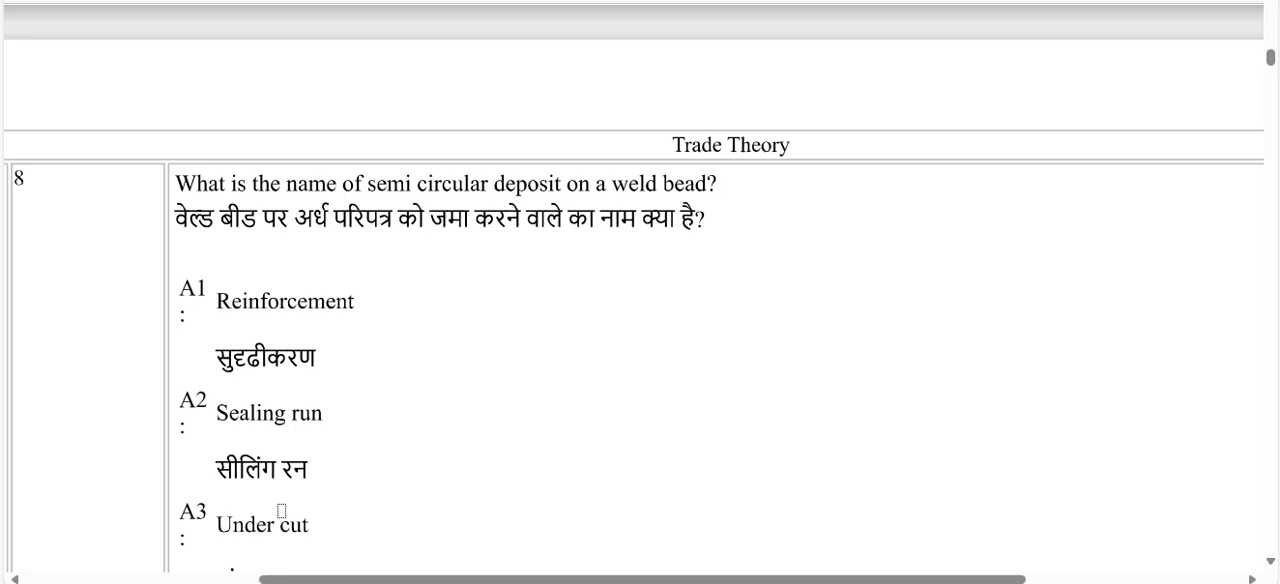 Trade Theory
8
What is the name of semi circular deposit on a weld bead?
वेल्ड बीड पर अर्ध परिपत्र को जमा करने वाले का नाम क्या है?
A1
:
Reinforcement
सुदृढीकरण
A2
:
Sealing run
सीलिंग रन
A3
:
Under cut